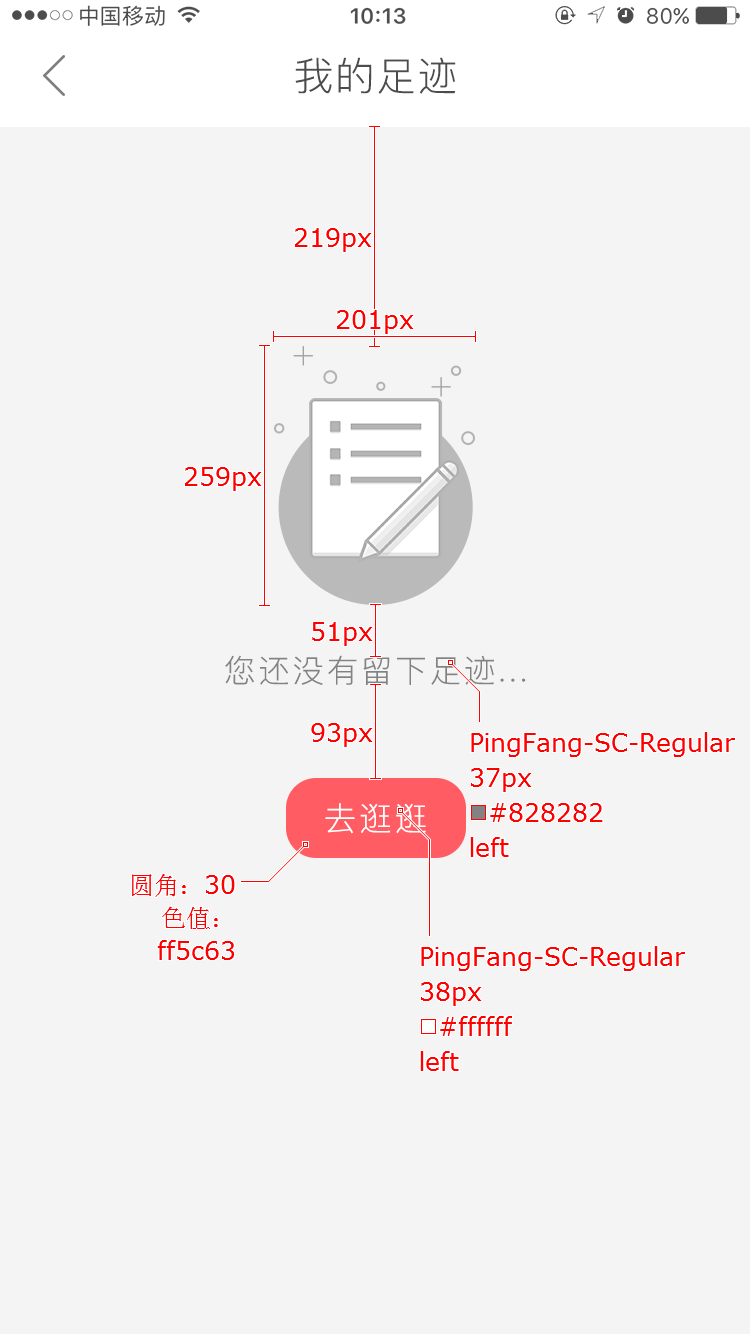 中国移动 10:13 80%
我的足迹
219px
201px
259px
51px
您还没有留下足迹...
93px
PingFang-SC-Regular
37px
#828282
left
去逛逛
圆角：30
色值：
ff5c63
PingFang-SC-Regular
38px
#ffffff
left